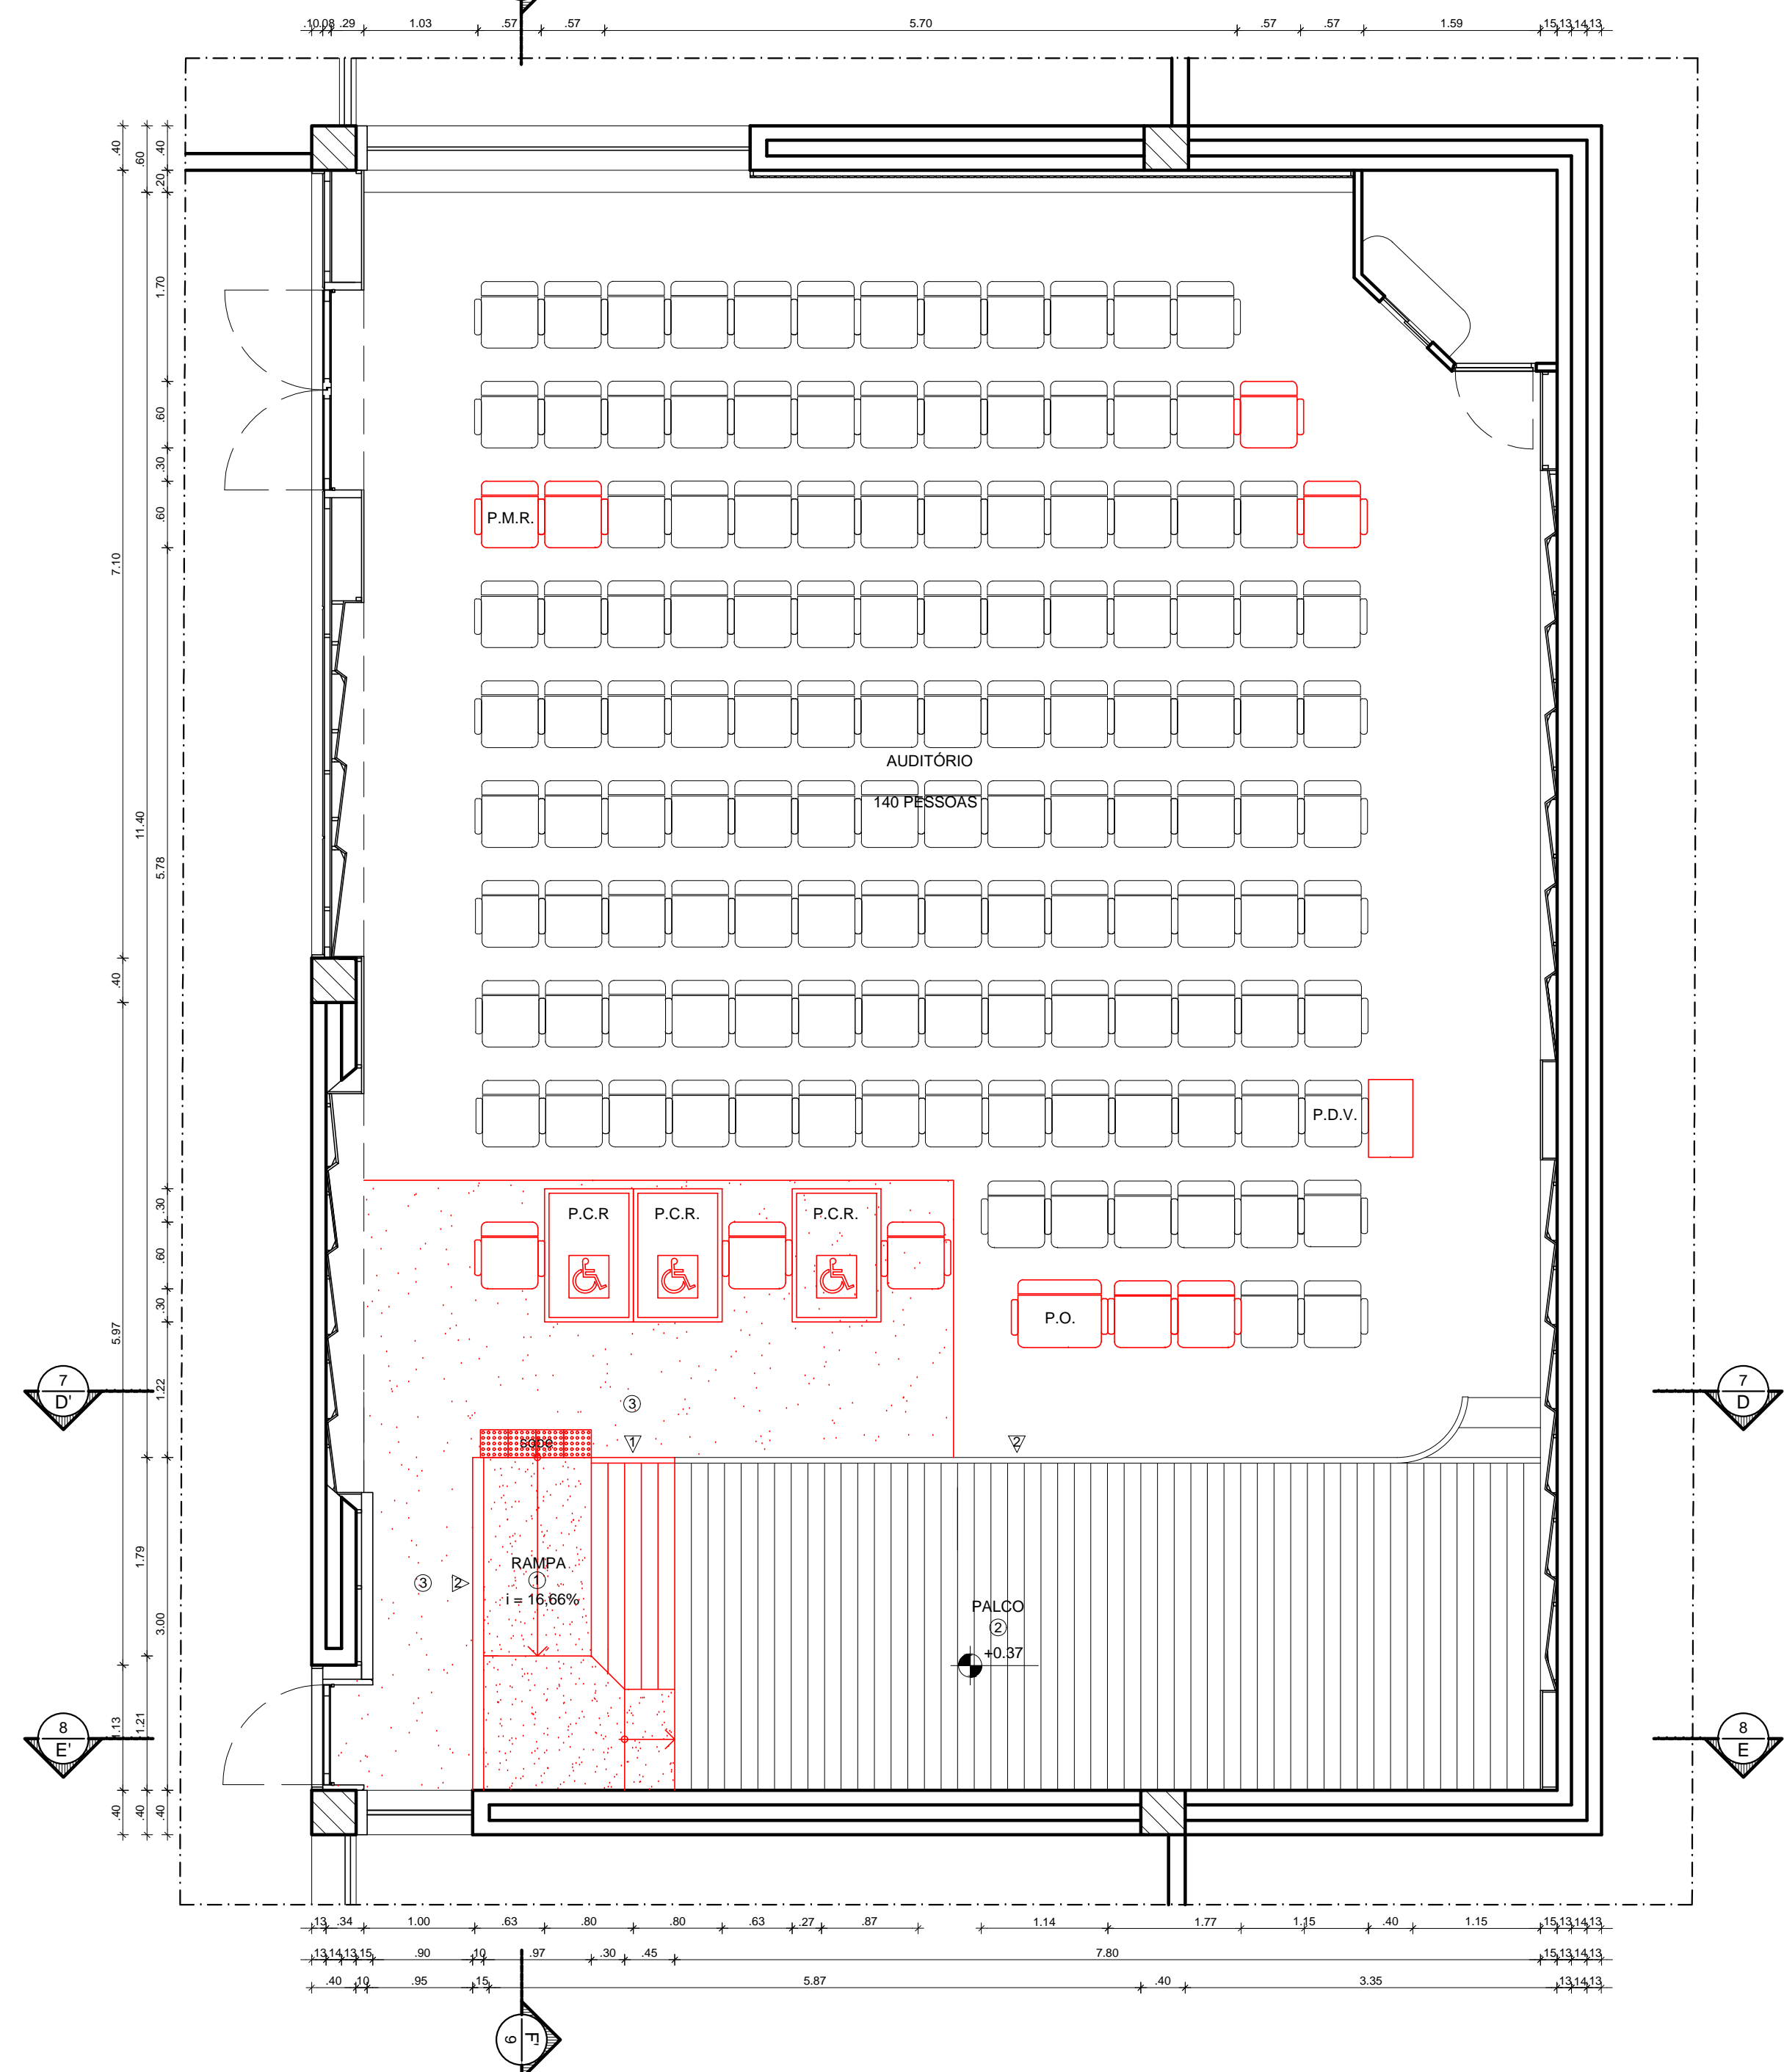 .10 .08 .29 1.03 .57 .57 5.70 .57 .57 1.59 .15 .13 .14 .13
.40 .60 .40
.20
1.70
.60
.30
.60
P.M.R.
7.10
AUDITÓRIO
140 PESSOAS
11.40
5.78
.40
P.D.V.
.30
P.C.R P.C.R. P.C.R.
.60
.30
P.O.
5.97
1.22
7
D'
7
D
3
sobe
1
2
1.79
RAMPA
1
i = 16,66%
3 2
3.00
PALCO
2
+0.37
1.13 1.21
8
E'
8
E
.40 .40 .40
.13 .34 1.00 .63 .80 .80 .63 .27 .87 1.14 1.77 1.15 .40 1.15 .15 .13 .14 .13
.13 .14 .13 .15 .90 .10 .97 .30 .45 7.80 .15 .13 .14 .13
.40 .10 .95 .15 5.87 .40 3.35 .13 .14 .13
F'
9